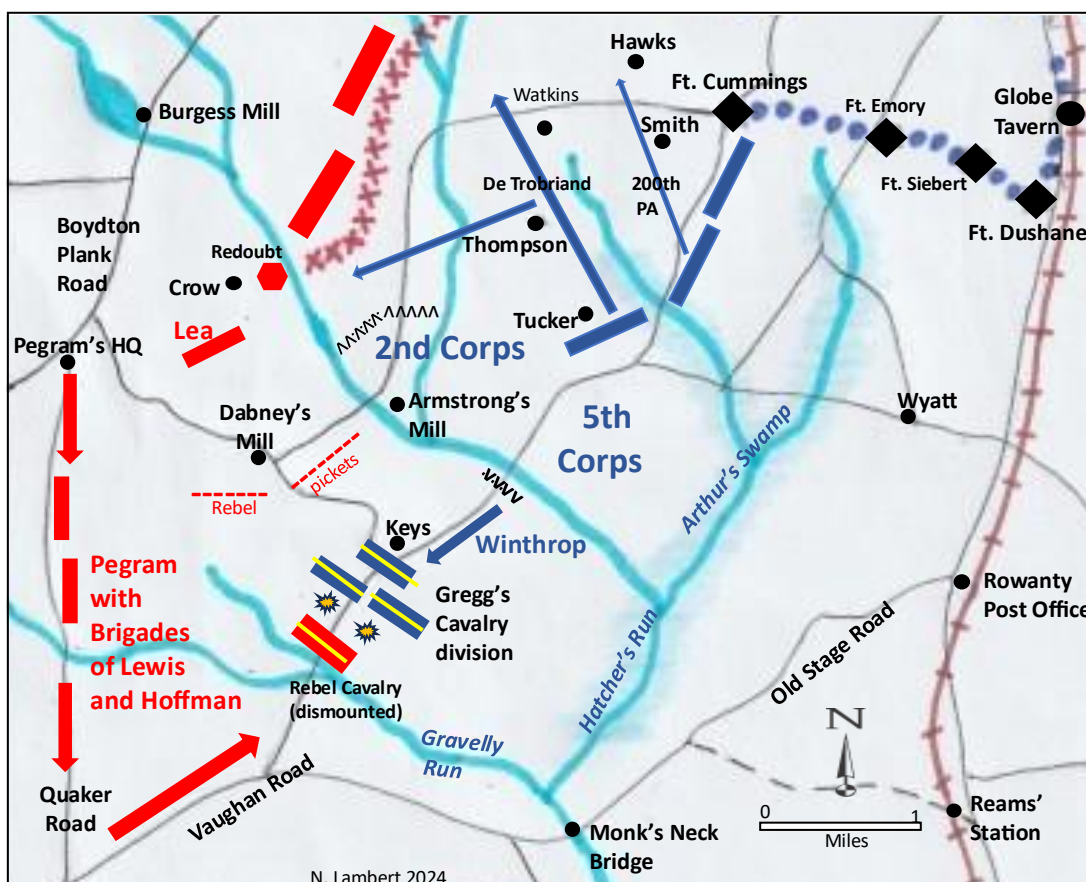 Hawks
Ft. Cummings
Burgess Mill
Watkins
Ft. Emory
Globe
Tavern
Smith
De Trobriand
200th
PA
Ft. Siebert
Boydton
Plank
Road
Redoubt
Thompson
Ft. Dushane
Crow
Lea
Tucker
2nd Corps
Pegram's HQ
Dabney's
Mill
Armstrong's
Mill
Wyatt
5th
Corps
pickets
Rebel
Arthur's Swamp
Keys
Winthrop
Pegram
with
Brigades
of Lewis
and Hoffman
Gregg's
Cavalry
division
Rowanty
Post Office
Old Stage Road
Hatcher's Run
Rebel Cavalry
(dismounted)
Gravelly
Run
N
Vaughan Road
Quaker
Road
0 1
Miles
Reams'
Station
Monk's Neck
Bridge
N. Lambert 2024